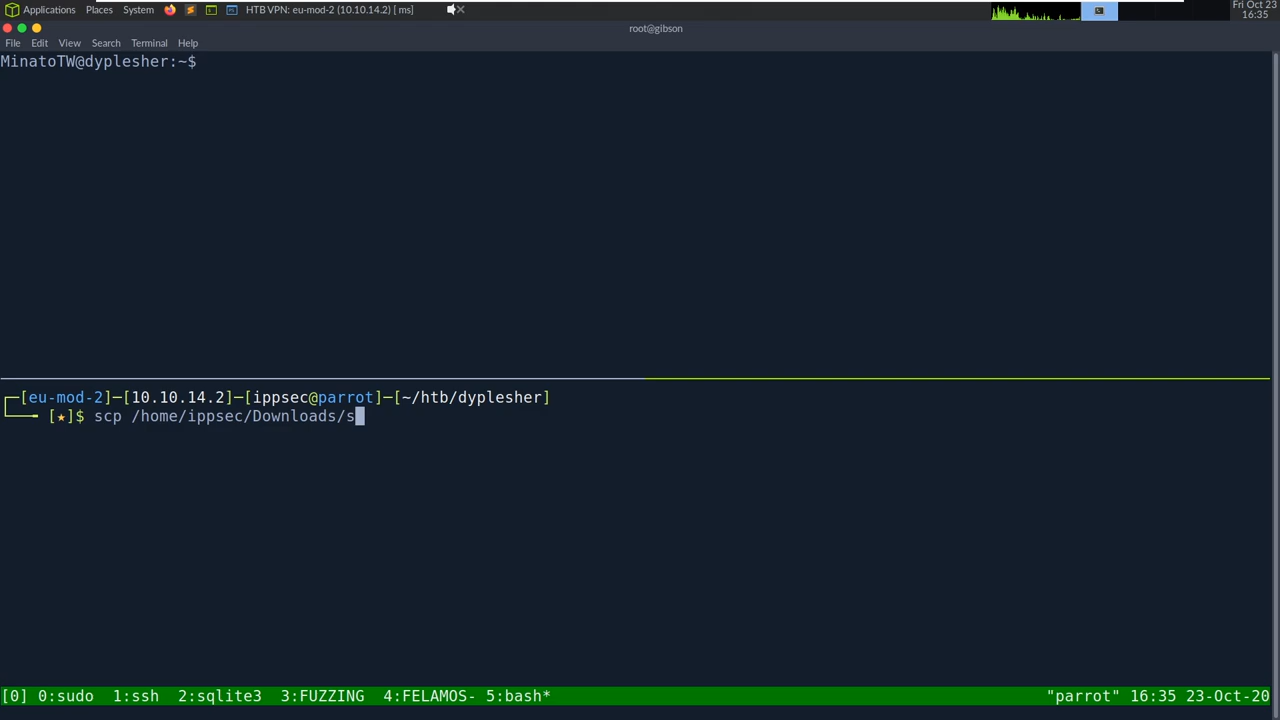 Applications Places System HTB VPN: eu-mod-2 (10.10.14.2) [ ms] Fri Oct 23
16:35
root@gibson
File Edit View Search Terminal Help
MinatoTW@dyplesher:~$
┌─[eu-mod-2]─[10.10.14.2]─[ippsec@parrot]─[~/htb/dyplesher]
└──╼ [★]$ scp /home/ippsec/Downloads/s
[0] 0:sudo 1:ssh 2:sqlite3 3:FUZZING 4:FELAMOS- 5:bash* "parrot" 16:35 23-Oct-20